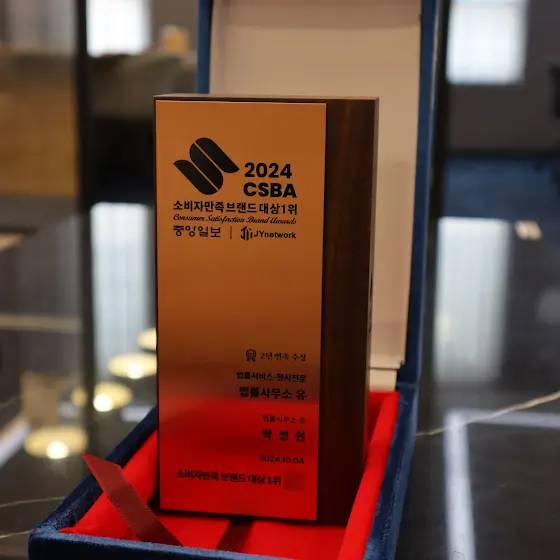 2024
CSBA
소비자만족 브랜드 대상 1위
Consumer Satisfaction Brand Awards
중앙일보 | JYnetwork
2년 연속 수상
법률서비스-형사전문
법률사무소 유
법률사무소 유
박 성 현
2024.10.04
소비자만족 브랜드 대상 1위